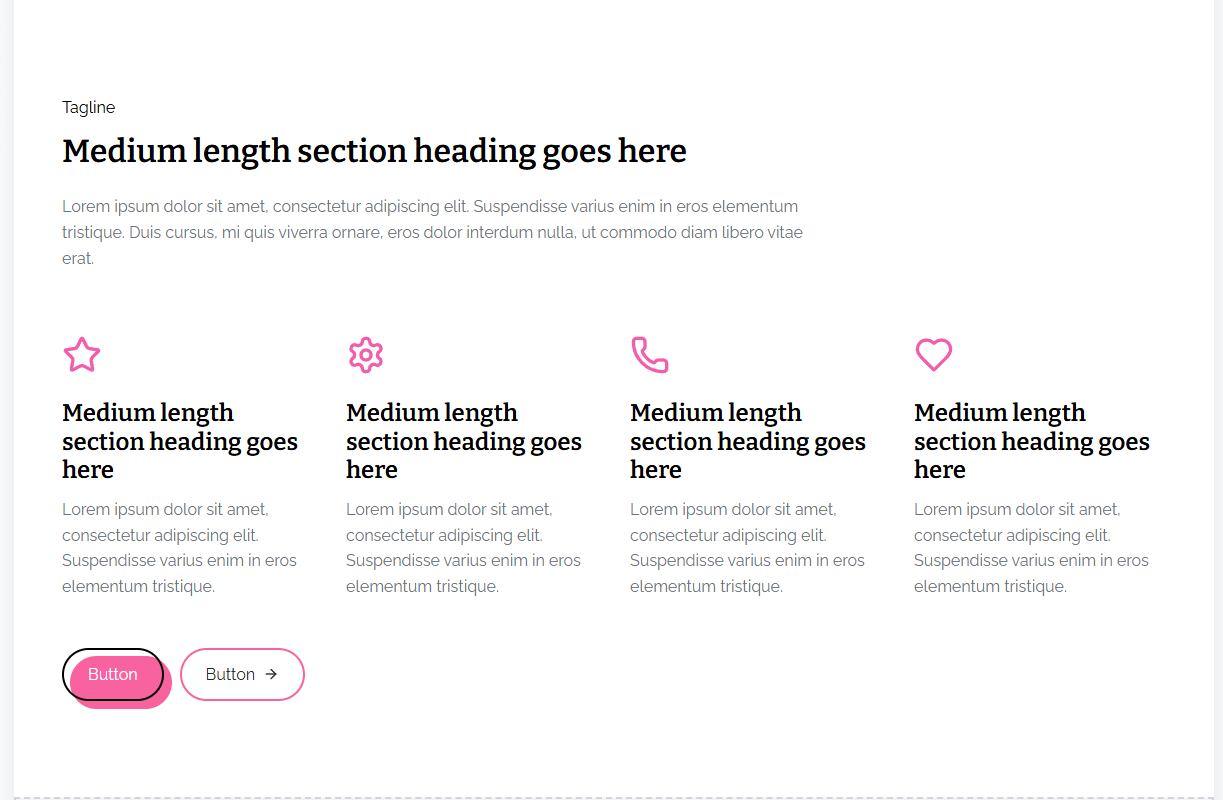 Tagline
Medium length section heading goes here
Lorem ipsum dolor sit amet, consectetur adipiscing elit. Suspendisse varius enim in eros elementum
tristique. Duis cursus, mi quis viverra ornare, eros dolor interdum nulla, ut commodo diam libero vitae
erat.
Medium length
section heading goes
here
Lorem ipsum dolor sit amet,
consectetur adipiscing elit.
Suspendisse varius enim in eros
elementum tristique.
Medium length
section heading goes
here
Lorem ipsum dolor sit amet,
consectetur adipiscing elit.
Suspendisse varius enim in eros
elementum tristique.
Medium length
section heading goes
here
Lorem ipsum dolor sit amet,
consectetur adipiscing elit.
Suspendisse varius enim in eros
elementum tristique.
Medium length
section heading goes
here
Lorem ipsum dolor sit amet,
consectetur adipiscing elit.
Suspendisse varius enim in eros
elementum tristique.
Button
Button →